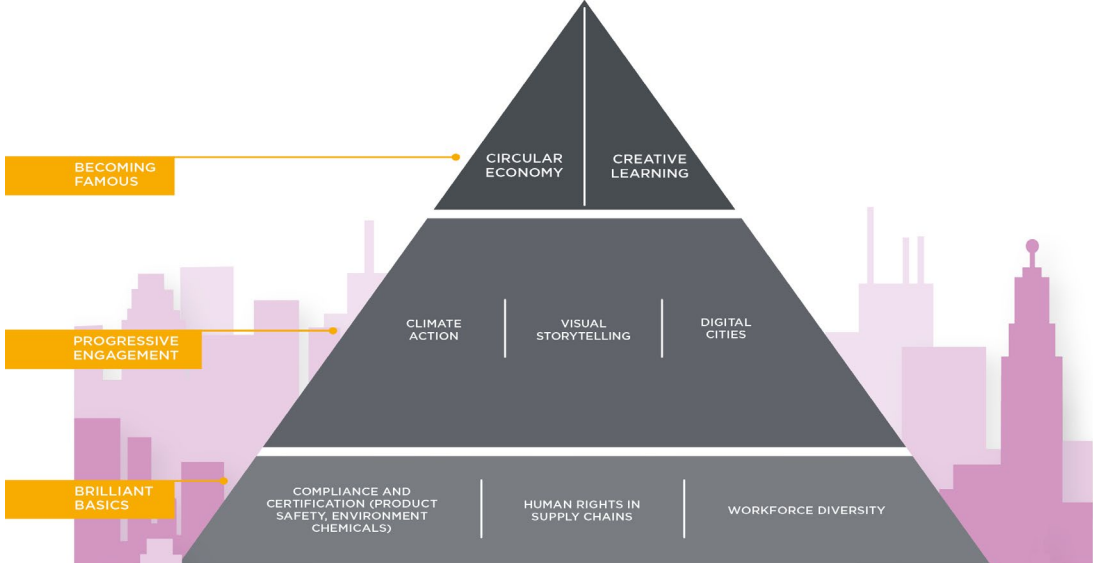 BECOMING
FAMOUS
CIRCULAR
ECONOMY
CREATIVE
LEARNING
PROGRESSIVE
ENGAGEMENT
CLIMATE
ACTION
VISUAL
STORYTELLING
DIGITAL
CITIES
BRILLIANT
BASICS
COMPLIANCE AND
CERTIFICATION (PRODUCT
SAFETY, ENVIRONMENT
CHEMICALS)
HUMAN RIGHTS IN
SUPPLY CHAINS
WORKFORCE DIVERSITY